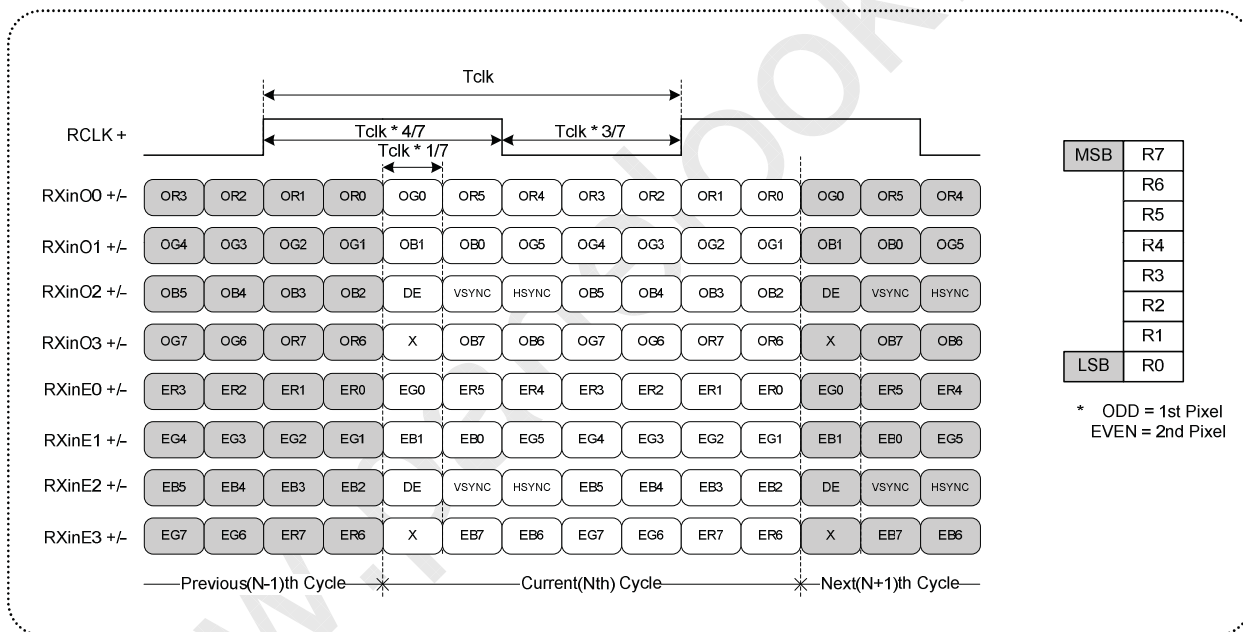 Tclk
RCLK +
Tclk * 4/7
Tclk * 3/7
Tclk * 1/7
RXinO0 +/- OR3 OR2 OR1 OR0 OG0 OR5 OR4 OR3 OR2 OR1 OR0 OG0 OR5 OR4
RXinO1 +/- OG4 OG3 OG2 OG1 OB1 OB0 OG5 OG4 OG3 OG2 OG1 OB1 OB0 OG5
RXinO2 +/- OB5 OB4 OB3 OB2 DE VSYNC HSYNC OB5 OB4 OB3 OB2 DE VSYNC HSYNC
RXinO3 +/- OG7 OG6 OR7 OR6 X OB7 OB6 OG7 OG6 OR7 OR6 X OB7 OB6
RXinE0 +/- ER3 ER2 ER1 ER0 EG0 ER5 ER4 ER3 ER2 ER1 ER0 EG0 ER5 ER4
RXinE1 +/- EG4 EG3 EG2 EG1 EB1 EB0 EG5 EG4 EG3 EG2 EG1 EB1 EB0 EG5
RXinE2 +/- EB5 EB4 EB3 EB2 DE VSYNC HSYNC EB5 EB4 EB3 EB2 DE VSYNC HSYNC
RXinE3 +/- EG7 EG6 ER7 ER6 X EB7 EB6 EG7 EG6 ER7 ER6 X EB7 EB6
Previous(N-1)th Cycle Current(Nth) Cycle Next(N+1)th Cycle
MSB R7
R6
R5
R4
R3
R2
R1
LSB R0
* ODD = 1st Pixel
EVEN = 2nd Pixel